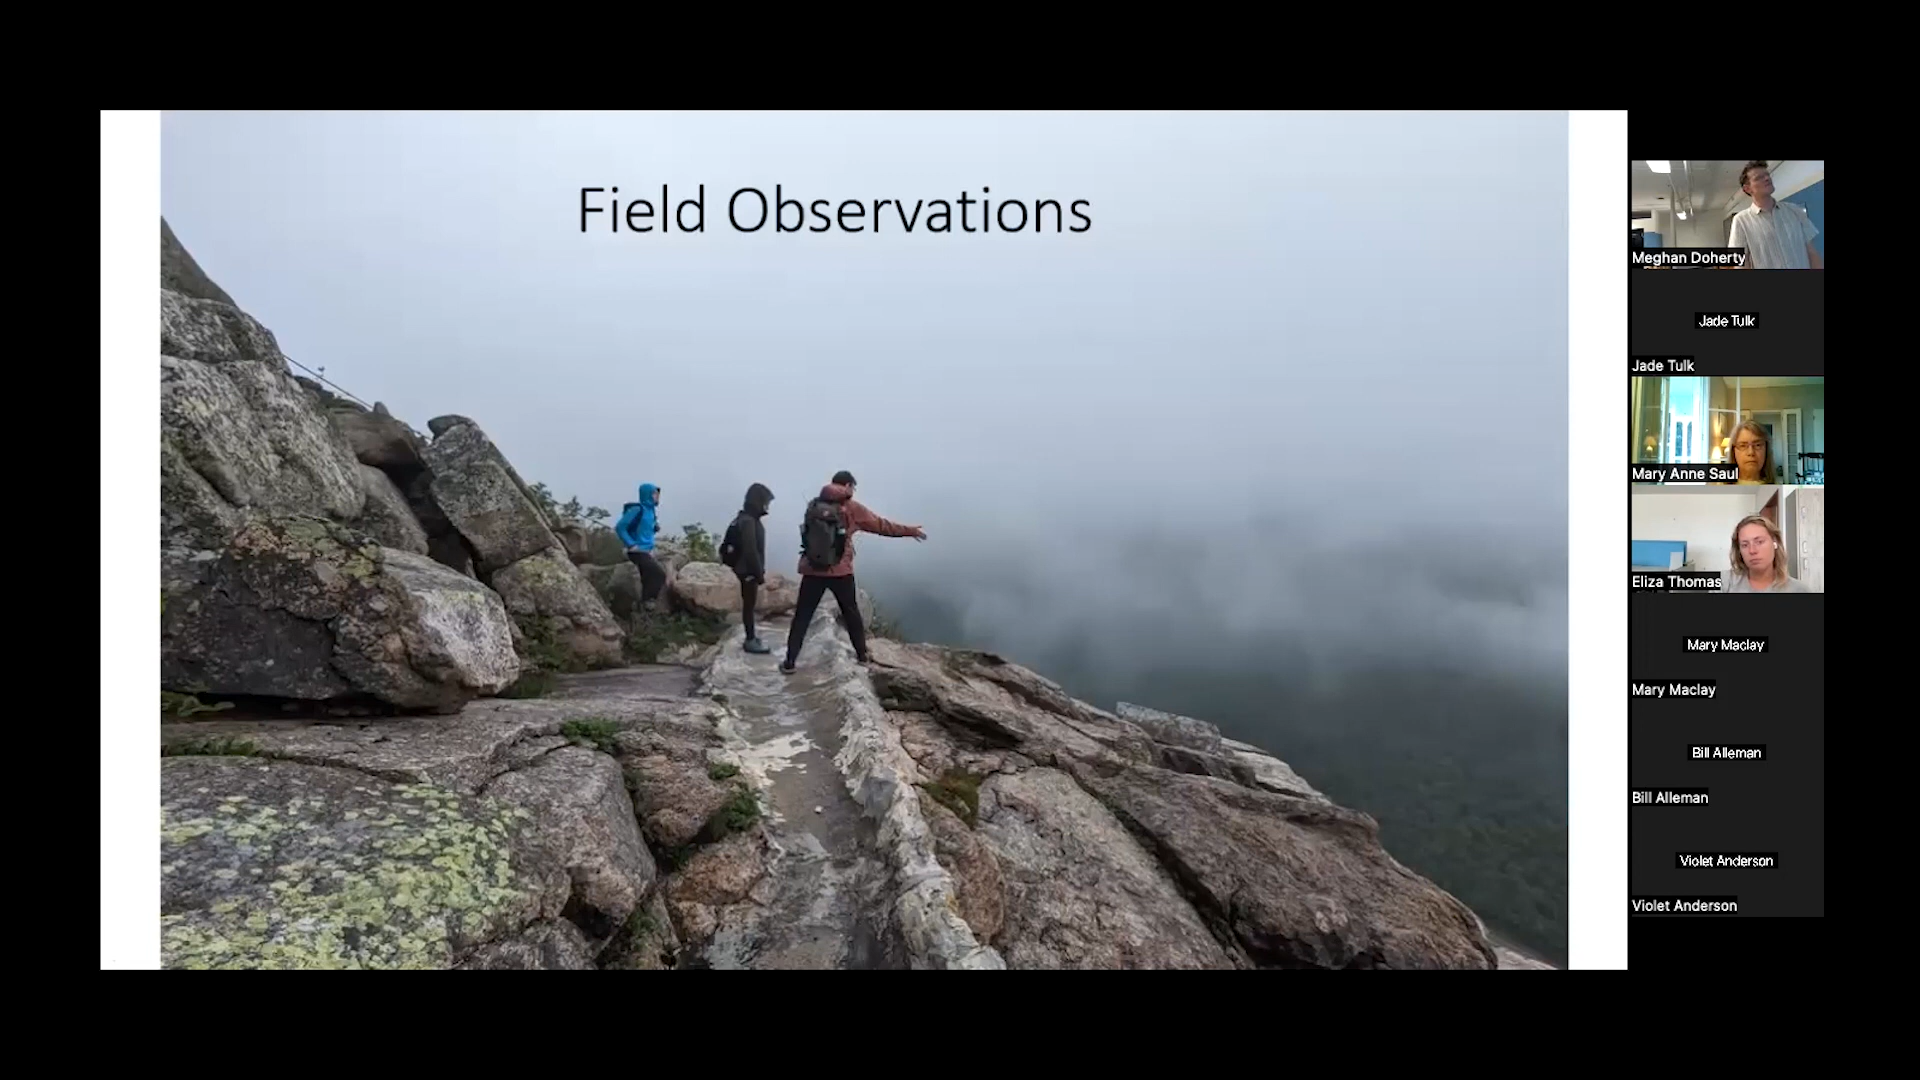 Field Observations
Meghan Doherty
Jade Tulk
Jade Tulk
Mary Anne Saul
Eliza Thomas
Mary Maclay
Mary Maclay
Bill Alleman
Bill Alleman
Violet Anderson
Violet Anderson